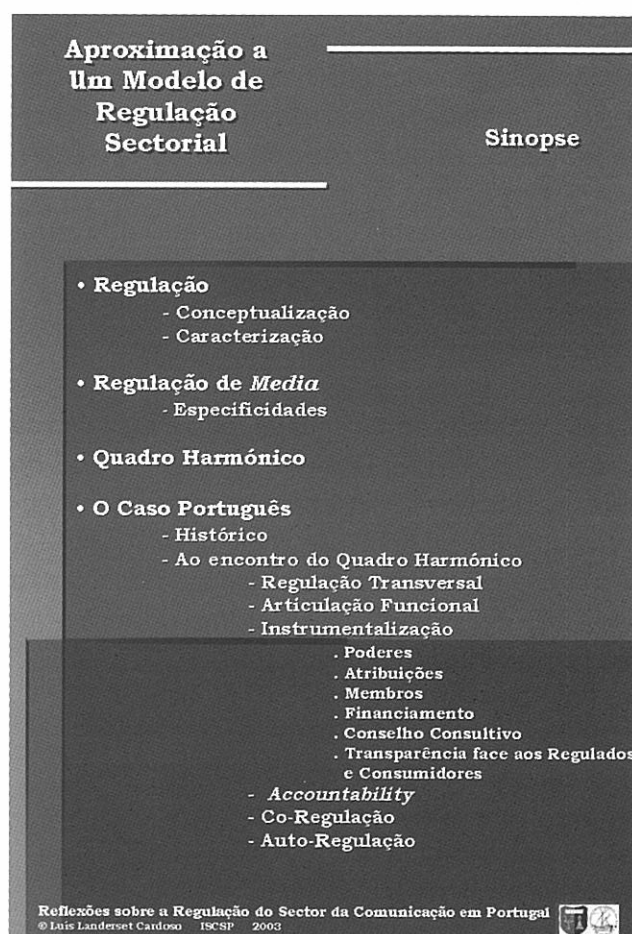 Aproximação a
Um Modelo de
Regulação
Sectorial
Sinopse
• Regulação
- Conceptualização
- Caracterização
• Regulação de Media
- Especificidades
• Quadro Harmónico
• O Caso Português
- Histórico
- Ao encontro do Quadro Harmónico
- Regulação Transversal
- Articulação Funcional
- Instrumentalização
. Poderes
. Atribuições
. Membros
. Financiamento
. Conselho Consultivo
. Transparência face aos Regulados
e Consumidores
- Accountability
- Co-Regulação
- Auto-Regulação
Reflexões sobre a Regulação do Sector da Comunicação em Portugal
© Luis Landerset Cardoso ISCSP 2003